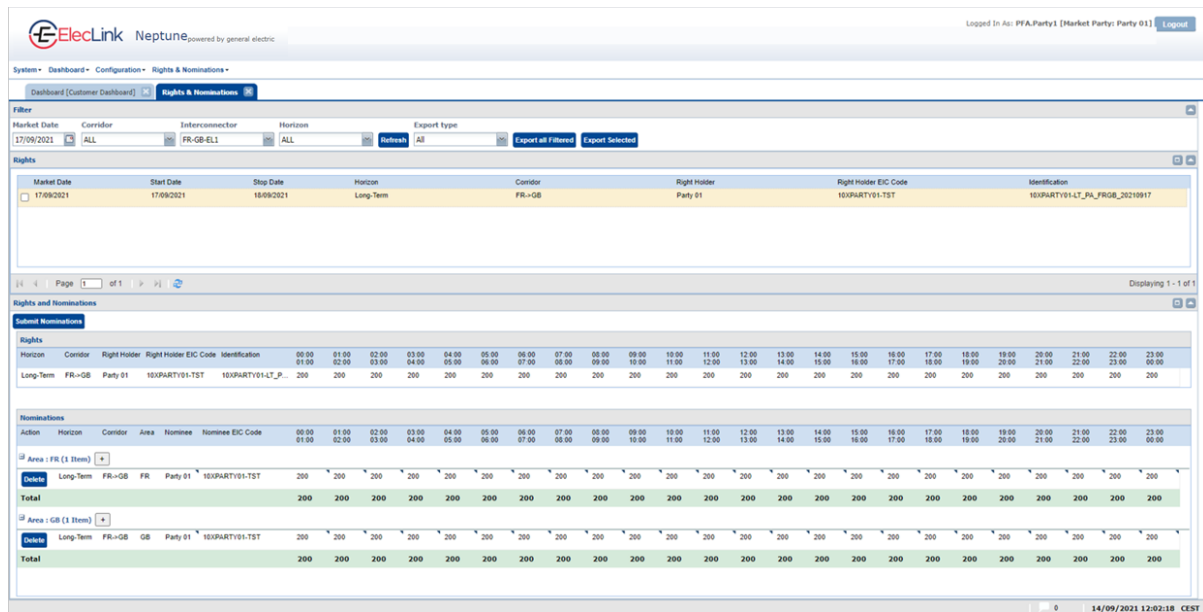 Logged In As: PFA.Party1 [Market Party: Party 01] Logout
ElecLink Neptune powered by general electric
System Dashboard Configuration Rights & Nominations
Dashboard [Customer Dashboard] Rights & Nominations
Filter
Market Date Corridor Interconnector Horizon Export type
17/09/2021 ALL FR-GB-EL1 ALL Refresh All Export all Filtered Export Selected
Rights
Market Date Start Date Stop Date Horizon Corridor Right Holder Right Holder EIC Code Identification
17/09/2021 17/09/2021 18/09/2021 Long-Term FR->GB Party 01 10XPARTY01-TST 10XPARTY01-LT_PA_FRGB_20210917
Page 1 of 1 Displaying 1 - 1 of 1
Rights and Nominations
Submit Nominations
Rights
Horizon Corridor Right Holder Right Holder EIC Code Identification 00:00 01:00 02:00 03:00 04:00 05:00 06:00 07:00 08:00 09:00 10:00 11:00 12:00 13:00 14:00 15:00 16:00 17:00 18:00 19:00 20:00 21:00 22:00 23:00
01:00 02:00 03:00 04:00 05:00 06:00 07:00 08:00 09:00 10:00 11:00 12:00 13:00 14:00 15:00 16:00 17:00 18:00 19:00 20:00 21:00 22:00 23:00 00:00
Long-Term FR->GB Party 01 10XPARTY01-TST 10XPARTY01-LT_P... 200 200 200 200 200 200 200 200 200 200 200 200 200 200 200 200 200 200 200 200 200 200 200 200
Nominations
Action Horizon Corridor Area Nominee Nominee EIC Code 00:00 01:00 02:00 03:00 04:00 05:00 06:00 07:00 08:00 09:00 10:00 11:00 12:00 13:00 14:00 15:00 16:00 17:00 18:00 19:00 20:00 21:00 22:00 23:00
01:00 02:00 03:00 04:00 05:00 06:00 07:00 08:00 09:00 10:00 11:00 12:00 13:00 14:00 15:00 16:00 17:00 18:00 19:00 20:00 21:00 22:00 23:00 00:00
Area : FR (1 Item) +
Delete Long-Term FR->GB FR Party 01 10XPARTY01-TST 200 200 200 200 200 200 200 200 200 200 200 200 200 200 200 200 200 200 200 200 200 200 200 200
Total 200 200 200 200 200 200 200 200 200 200 200 200 200 200 200 200 200 200 200 200 200 200 200 200
Area : GB (1 Item) +
Delete Long-Term FR->GB GB Party 01 10XPARTY01-TST 200 200 200 200 200 200 200 200 200 200 200 200 200 200 200 200 200 200 200 200 200 200 200 200
Total 200 200 200 200 200 200 200 200 200 200 200 200 200 200 200 200 200 200 200 200 200 200 200 200
0 14/09/2021 12:02:18 CEST